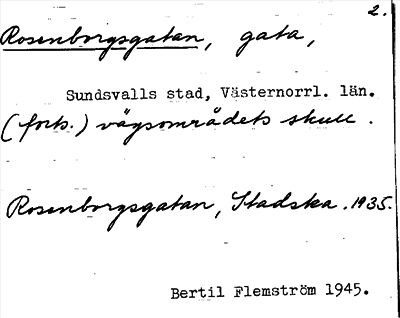 2.
Rosenborgsgatan, gata,
Sundsvalls stad, Västernorrl. län.
(forts.) vägsområdets skull.
Rosenborgsgatan, Stadska. 1935.
Bertil Flemström 1945.